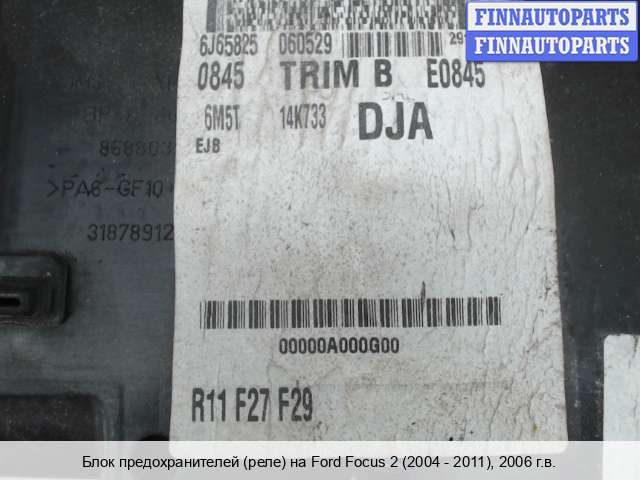 FINNAUTOPARTS
FINNAUTOPARTS
6J65825 060529
0845 TRIM B E0845
6M5T 14K733 DJA
EJB
868803
>PA6-GF10
31878912
00000A000G00
R11 F27 F29
Блок предохранителей (реле) на Ford Focus 2 (2004 - 2011), 2006 г.в.